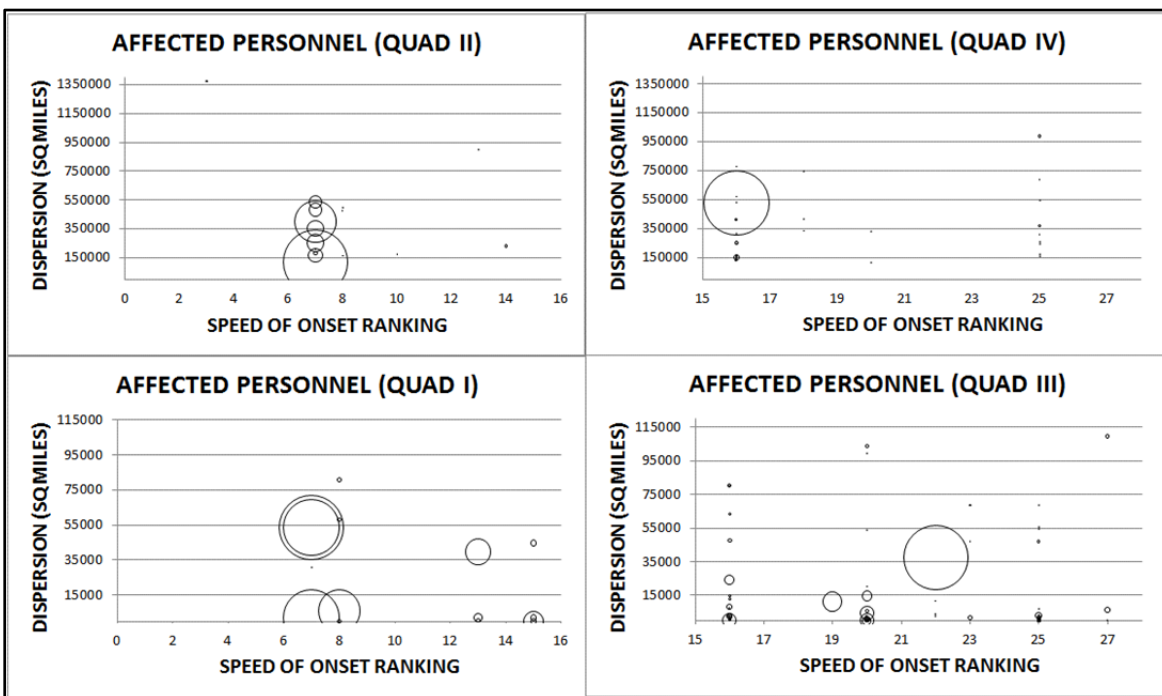 AFFECTED PERSONNEL (QUAD II)
DISPERSION (SQMILES)
1350000
1150000
950000
750000
550000
350000
150000
0 2 4 6 8 10 12 14 16
SPEED OF ONSET RANKING
AFFECTED PERSONNEL (QUAD IV)
DISPERSION (SQMILES)
1350000
1150000
950000
750000
550000
350000
150000
15 17 19 21 23 25 27
SPEED OF ONSET RANKING
AFFECTED PERSONNEL (QUAD I)
DISPERSION (SQMILES)
115000
95000
75000
55000
35000
15000
0 2 4 6 8 10 12 14 16
SPEED OF ONSET RANKING
AFFECTED PERSONNEL (QUAD III)
DISPERSION (SQMILES)
115000
95000
75000
55000
35000
15000
15 17 19 21 23 25 27
SPEED OF ONSET RANKING